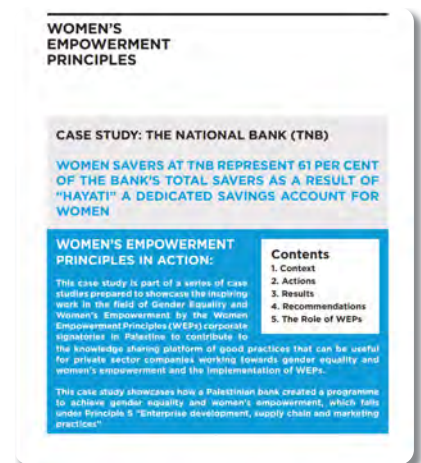 WOMEN'S
EMPOWERMENT
PRINCIPLES
CASE STUDY: THE NATIONAL BANK (TNB)
WOMEN SAVERS AT TNB REPRESENT 61 PER CENT
OF THE BANK'S TOTAL SAVERS AS A RESULT OF
"HAYATI" A DEDICATED SAVINGS ACCOUNT FOR
WOMEN
WOMEN'S EMPOWERMENT
PRINCIPLES IN ACTION:
This case study is part of a series of case
studies prepared to showcase the inspiring
work in the field of Gender Equality and
Women's Empowerment by the Women
Empowerment Principles (WEPs) corporate
signatories in Palestine to contribute to
the knowledge sharing platform of good practices that can be useful
for private sector companies working towards gender equality and
women's empowerment and the implementation of WEPs.
This case study showcases how a Palestinian bank created a programme
to achieve gender equality and women's empowerment, which falls
under Principle 5 "Enterprise development, supply chain and marketing
practices"
Contents
1. Context
2. Actions
3. Results
4. Recommendations
5. The Role of WEPs